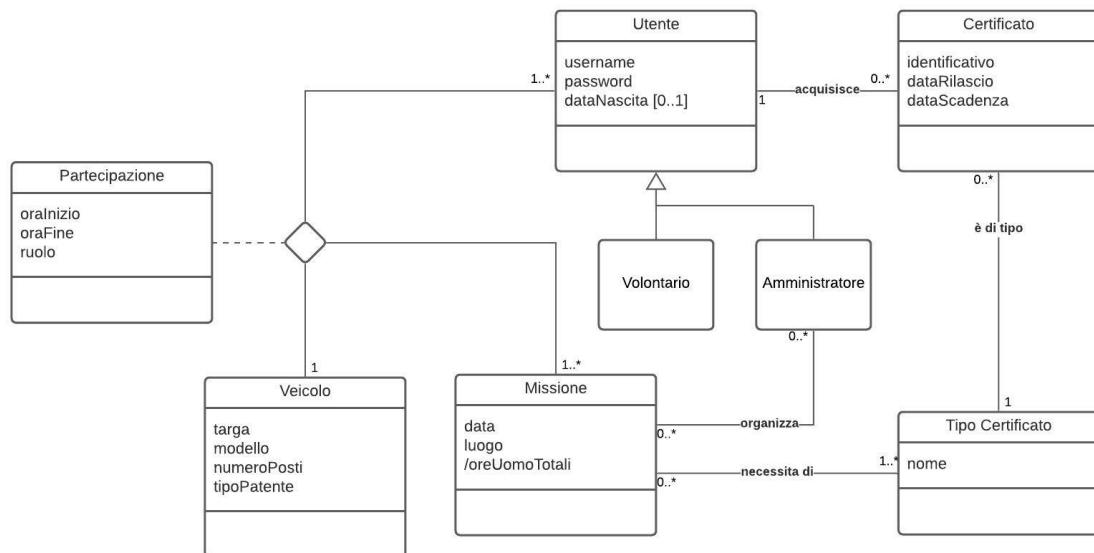 Utente
username
password
dataNascita [0..1]
1..*
1
acquisisce
0..*
Certificato
identificativo
dataRilascio
dataScadenza
0..*
è di tipo
1
Partecipazione
oraInizio
oraFine
ruolo
Volontario
Amministratore
0..*
1
1..*
Veicolo
targa
modello
numeroPosti
tipoPatente
Missione
data
luogo
/oreUomoTotali
0..*
organizza
0..*
necessita di
1..*
Tipo Certificato
nome